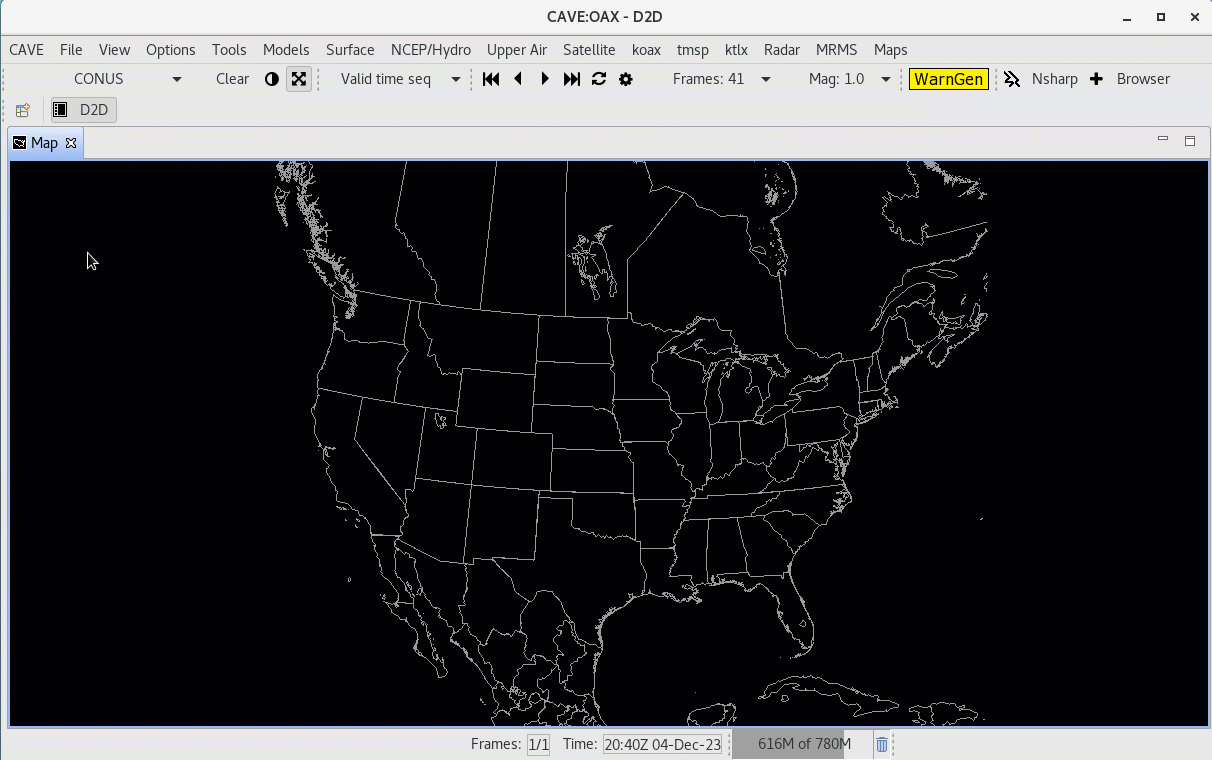 CAVE:OAX - D2D
CAVE File View Options Tools Models Surface NCEP/Hydro Upper Air Satellite koax tmsp ktlx Radar MRMS Maps
CONUS Clear Valid time seq Frames: 41 Mag: 1.0 WarnGen Nsharp Browser
D2D
Map
Frames: 1/1 Time: 20:40Z 04-Dec-23 616M of 780M